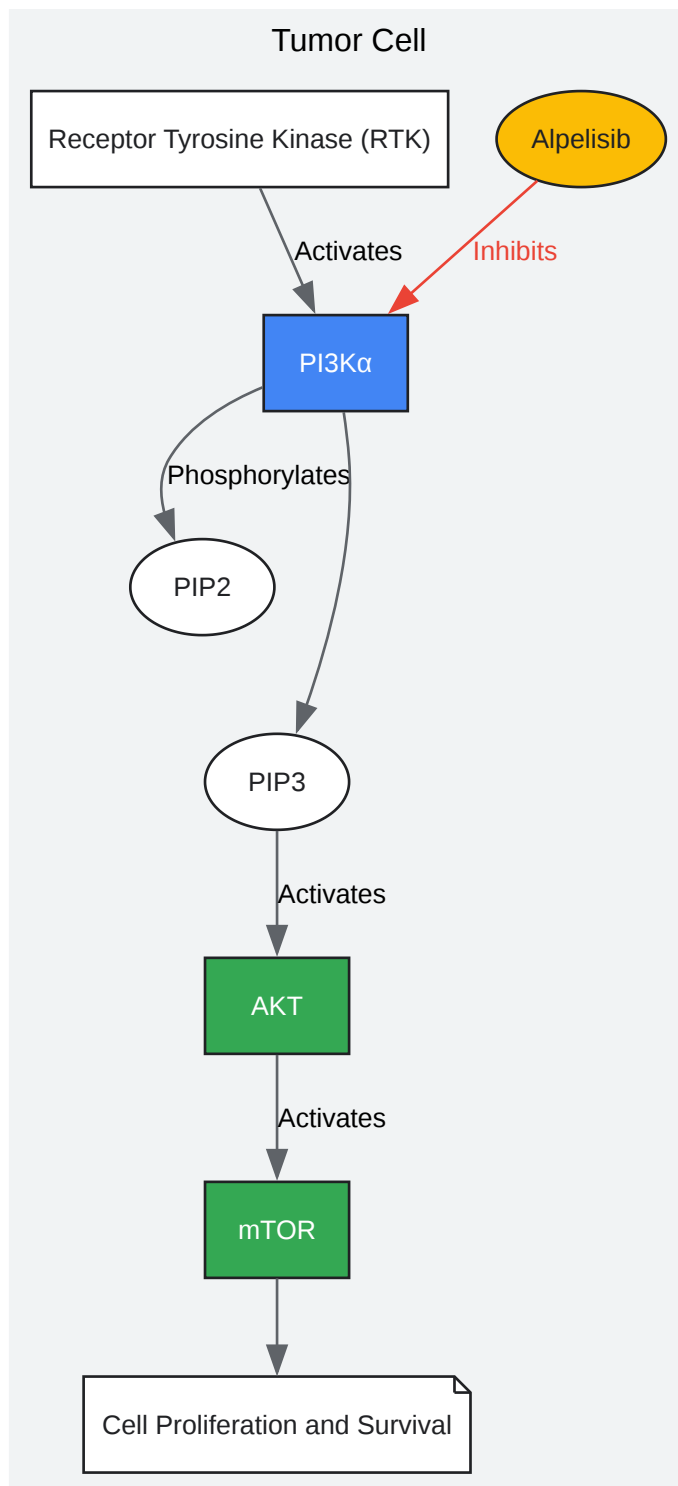 Tumor Cell
Receptor Tyrosine Kinase (RTK)
Alpelisib
Activates
Inhibits
PI3Kα
Phosphorylates
PIP2
PIP3
Activates
AKT
Activates
mTOR
Cell Proliferation and Survival